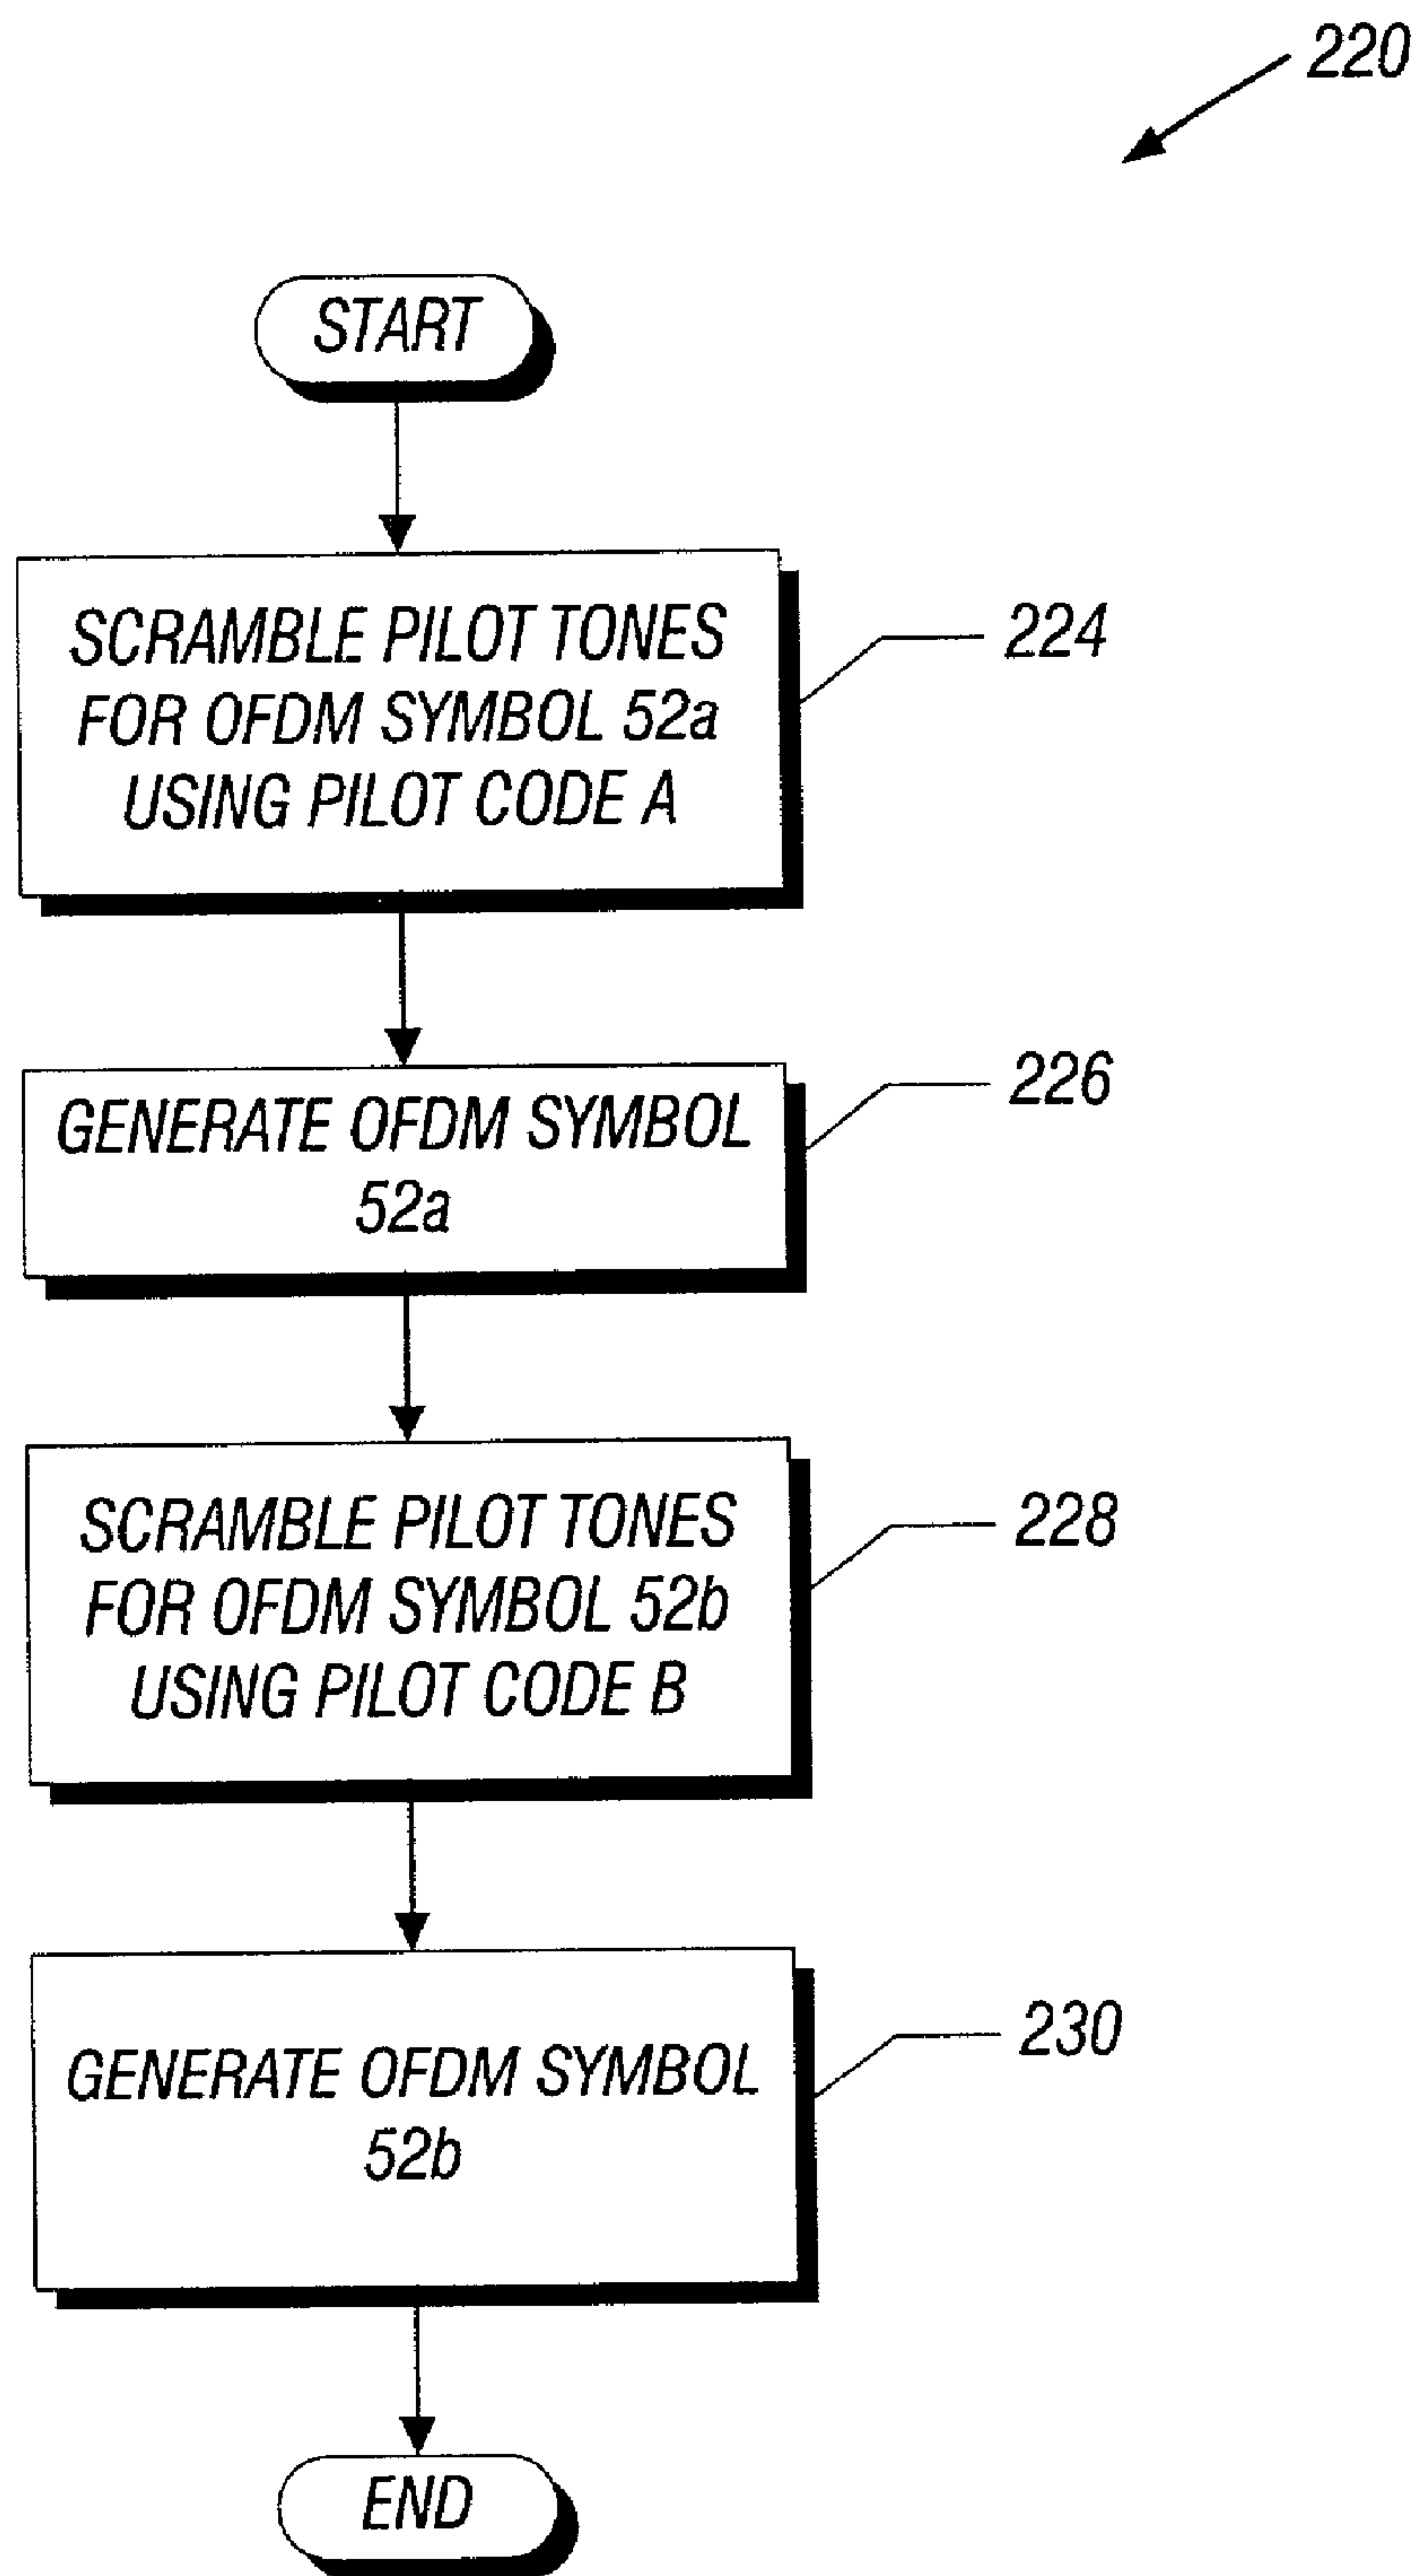 220
START
SCRAMBLE PILOT TONES
FOR OFDM SYMBOL 52a
USING PILOT CODE A
224
GENERATE OFDM SYMBOL
52a
226
SCRAMBLE PILOT TONES
FOR OFDM SYMBOL 52b
USING PILOT CODE B
228
GENERATE OFDM SYMBOL
52b
230
END